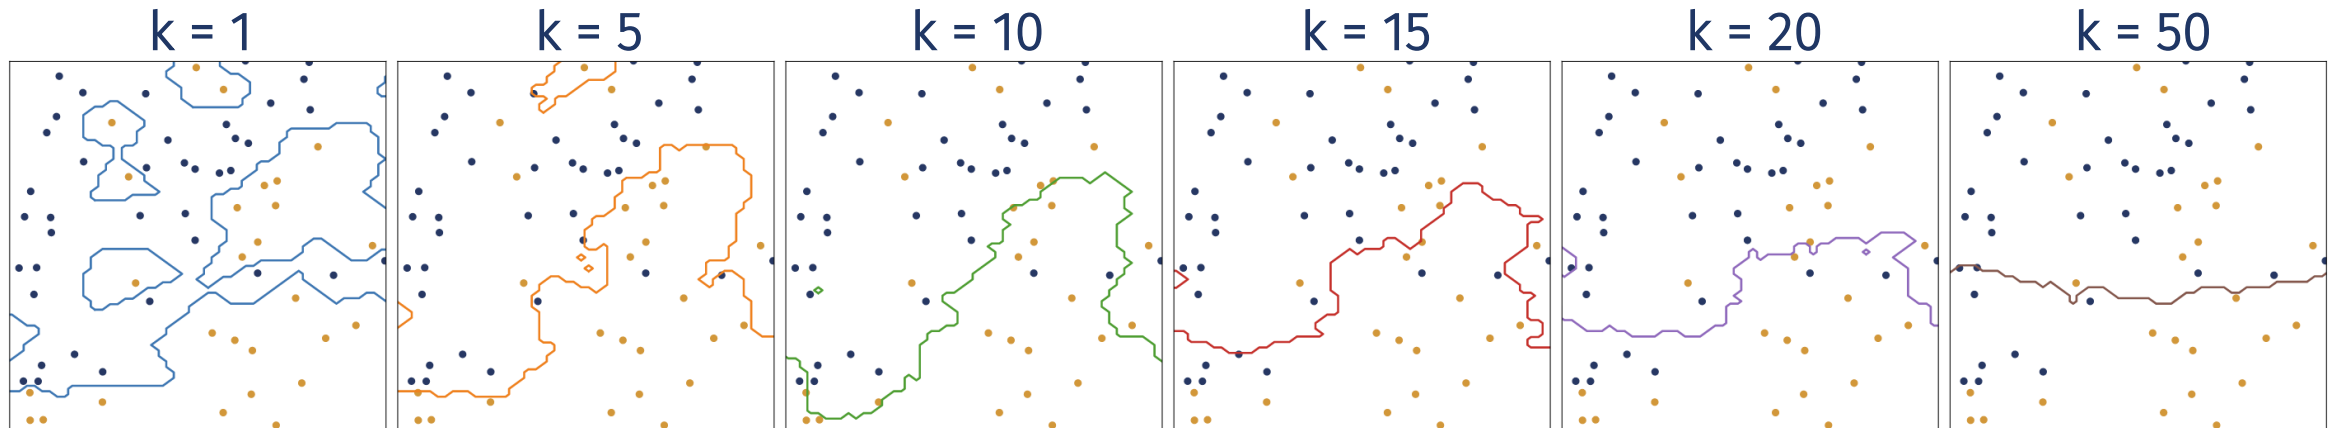 k = 1
k = 5
k = 10
k = 15
k = 20
k = 50